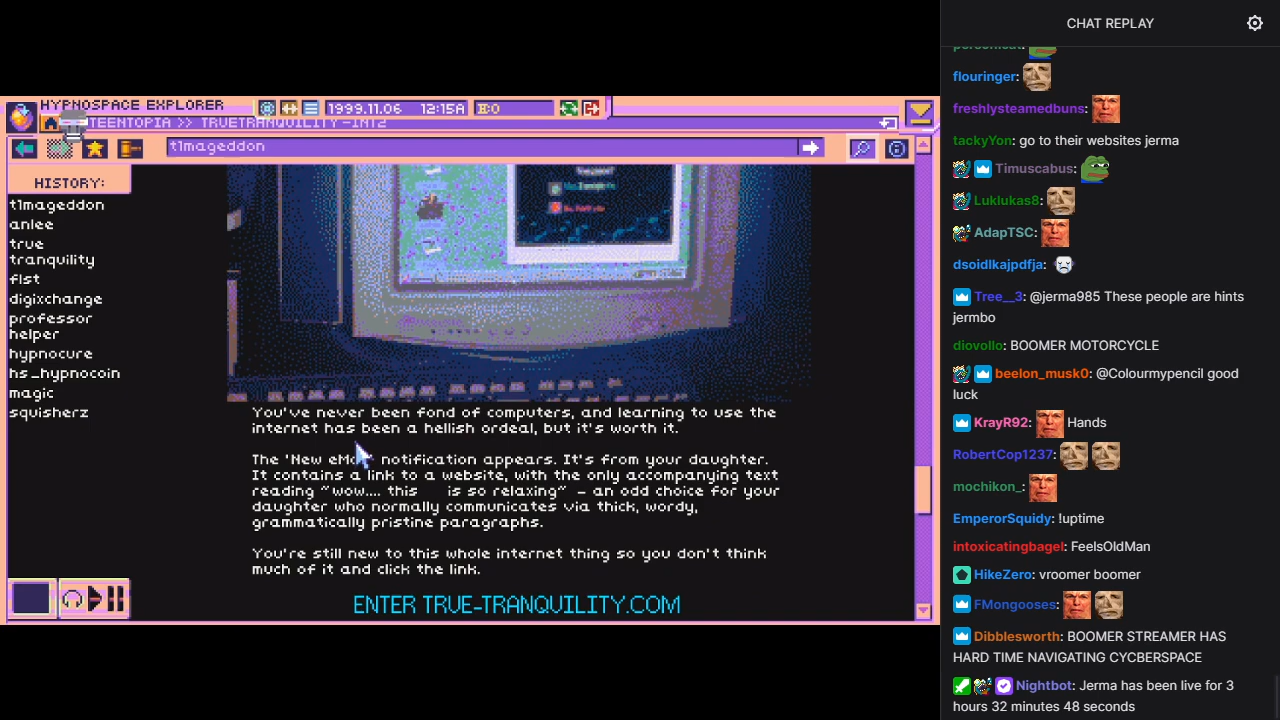 HYPNOSPACE EXPLORER
1999.11.06 12:15A
TEENTOPIA >> TRUETRANQUILITY-INT2
t1mageddon
HISTORY:
t1mageddon
anlee
true
tranquility
fist
digixchange
professor
helper
hypnocure
hs_hypnocoin
magic
squisherz
You've never been fond of computers, and learning to use the
internet has been a hellish ordeal, but it's worth it.
The 'New notification appears. It's from your daughter.
It contains a link to a website, with the only accompanying text
reading "wow.... this is so relaxing" - an odd choice for your
daughter who normally communicates via thick, wordy,
grammatically pristine paragraphs.
You're still new to this whole internet thing so you don't think
much of it and click the link.
ENTER TRUE-TRANQUILITY.COM
CHAT REPLAY
flouringer:
freshlysteamedbuns:
tackyYon: go to their websites jerma
Timuscabus:
Luklukas8:
AdapTSC:
dsoidlkajpdfja:
Tree__3: @jerma985 These people are hints
jermbo
diovollo: BOOMER MOTORCYCLE
beelon_musk0: @Colourmypencil good
luck
KrayR92: Hands
RobertCop1237:
mochikon_:
EmperorSquidy: !uptime
intoxicatingbagel: FeelsOldMan
HikeZero: vroomer boomer
FMongooses:
Dibblesworth: BOOMER STREAMER HAS
HARD TIME NAVIGATING CYCBERSPACE
Nightbot: Jerma has been live for 3
hours 32 minutes 48 seconds